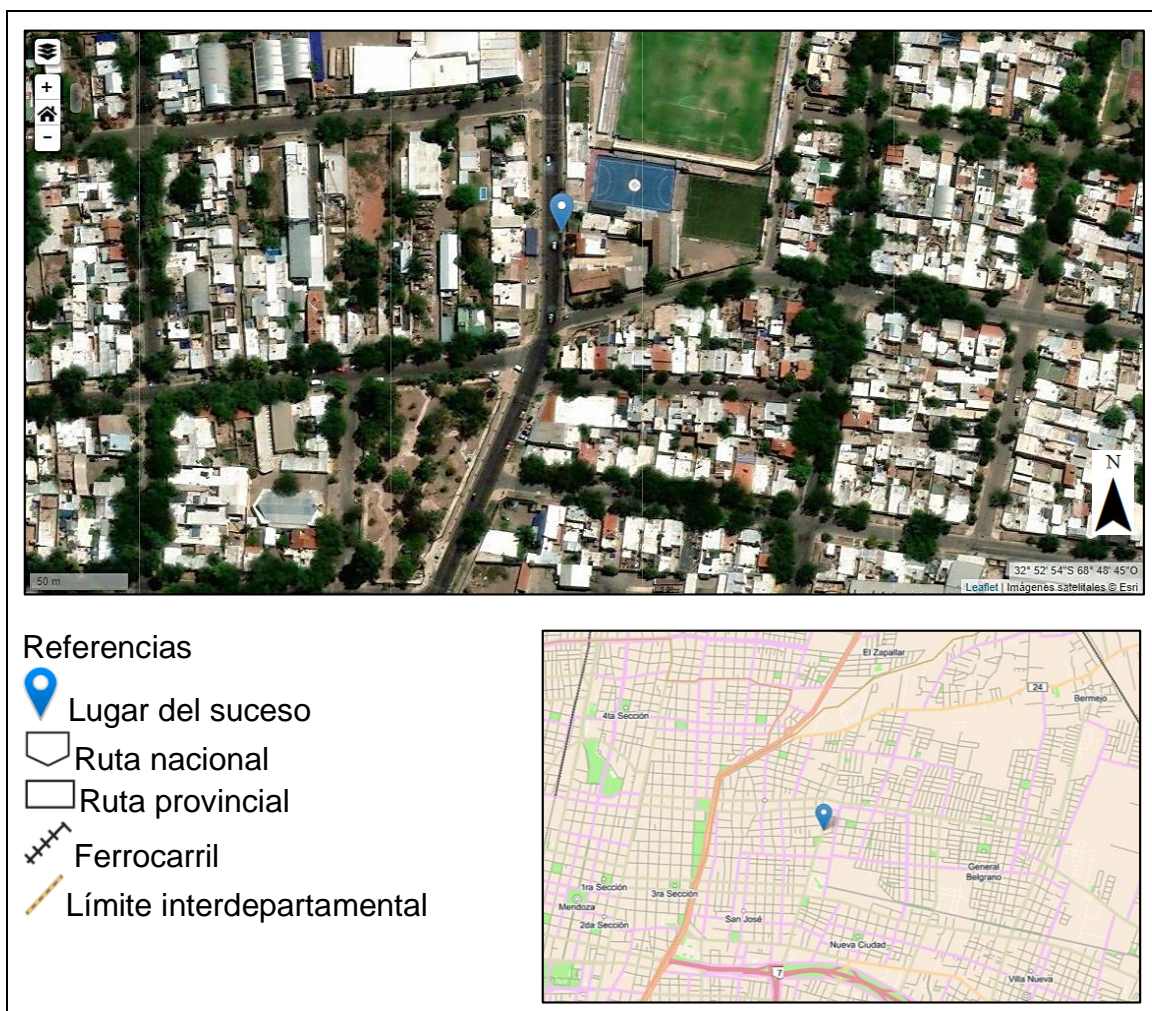 +
−
N
50 m
32° 52' 54"S 68° 48' 45"O
Leaflet | Imágenes satelitales © Esri
Referencias
Lugar del suceso
Ruta nacional
Ruta provincial
Ferrocarril
Límite interdepartamental
El Zapallar
24
Bermejo
4ta Sección
General
Belgrano
1ra Sección
3ra Sección
Mendoza
San José
2da Sección
Nueva Ciudad
7
Villa Nueva